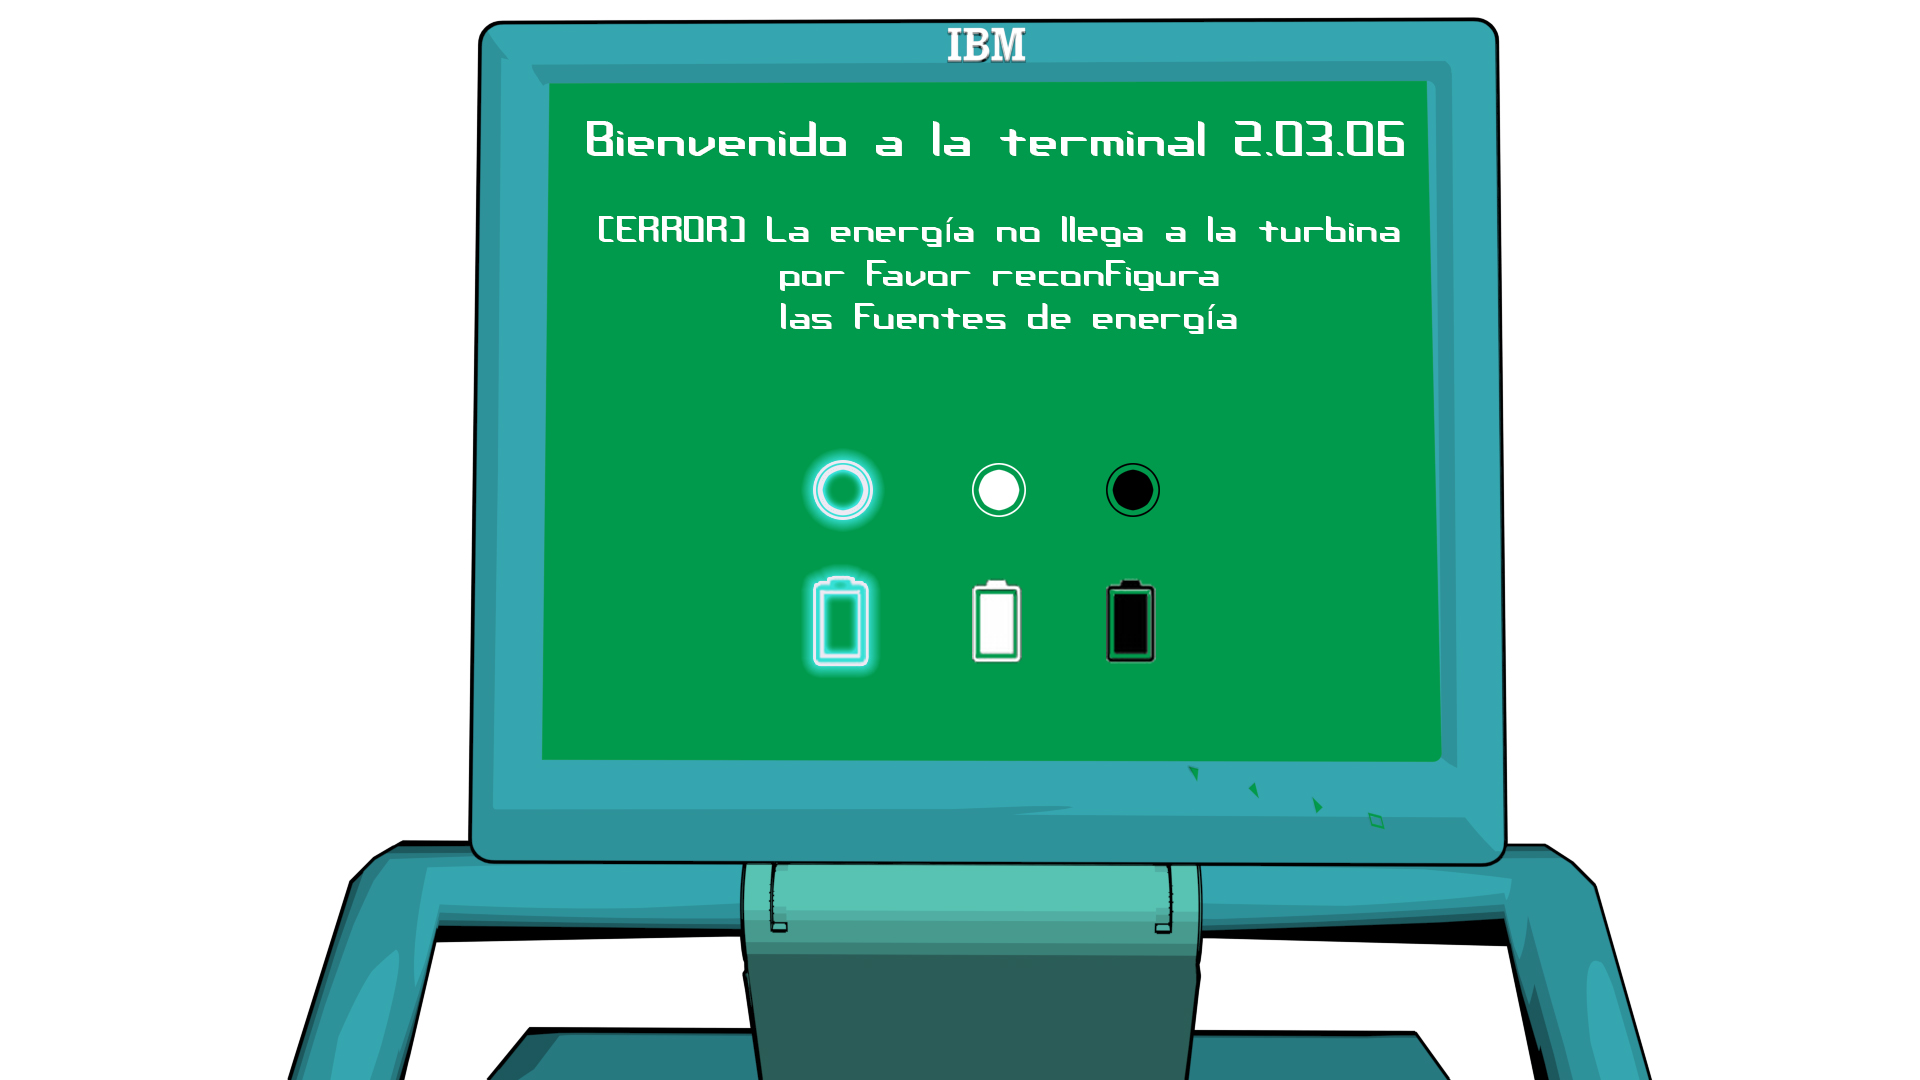 IBM
Bienvenido a la terminal 2.03.06
[ERROR] La energía no llega a la turbina
por Favor reconFigura
las Fuentes de energía